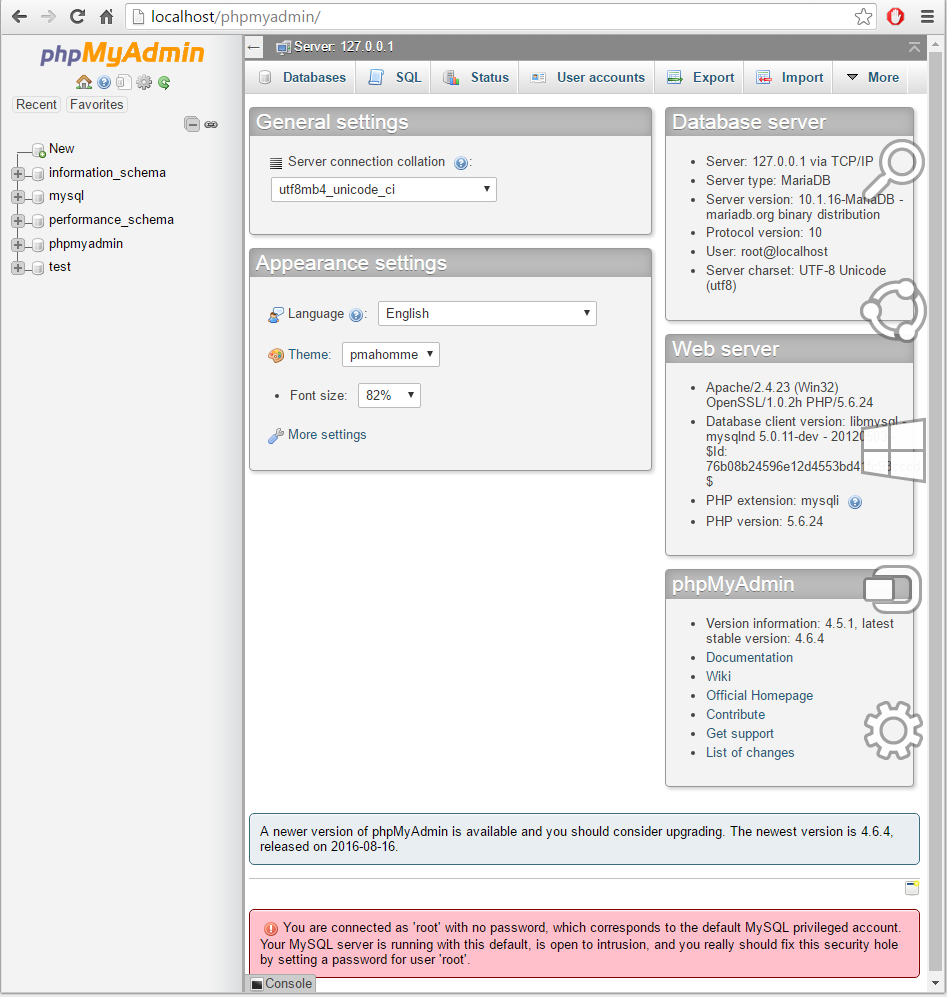 localhost/phpmyadmin/
phpMyAdmin
Recent Favorites
New
information_schema
mysql
performance_schema
phpmyadmin
test
Server: 127.0.0.1
Databases SQL Status User accounts Export Import More
General settings
Server connection collation :
utf8mb4_unicode_ci
Appearance settings
Language :
English
Theme:
pmahomme
Font size:
82%
More settings
Database server
Server: 127.0.0.1 via TCP/IP
Server type: MariaDB
Server version: 10.1.16-MariaDB -
mariadb.org binary distribution
Protocol version: 10
User: root@localhost
Server charset: UTF-8 Unicode
(utf8)
Web server
Apache/2.4.23 (Win32)
OpenSSL/1.0.2h PHP/5.6.24
Database client version: libmysql -
mysqlnd 5.0.11-dev -
$Id:
$
PHP extension: mysqli
PHP version: 5.6.24
phpMyAdmin
Version information: 4.5.1, latest
stable version: 4.6.4
Documentation
Wiki
Official Homepage
Contribute
Get support
List of changes
A newer version of phpMyAdmin is available and you should consider upgrading. The newest version is 4.6.4,
released on 2016-08-16.
You are connected as 'root' with no password, which corresponds to the default MySQL privileged account.
Your MySQL server is running with this default, is open to intrusion, and you really should fix this security hole
by setting a password for user 'root'.
Console